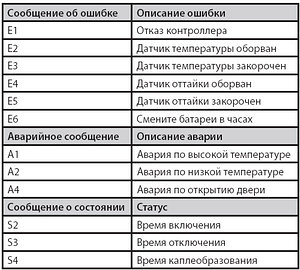 Сообщение об ошибке Описание ошибки
E1 Отказ контроллера
E2 Датчик температуры оборван
E3 Датчик температуры закорочен
E4 Датчик оттайки оборван
E5 Датчик оттайки закорочен
E6 Смените батареи в часах
Аварийное сообщение Описание аварии
A1 Авария по высокой температуре
A2 Авария по низкой температуре
A4 Авария по открытию двери
Сообщение о состоянии Статус
S2 Время включения
S3 Время отключения
S4 Время каплеобразования